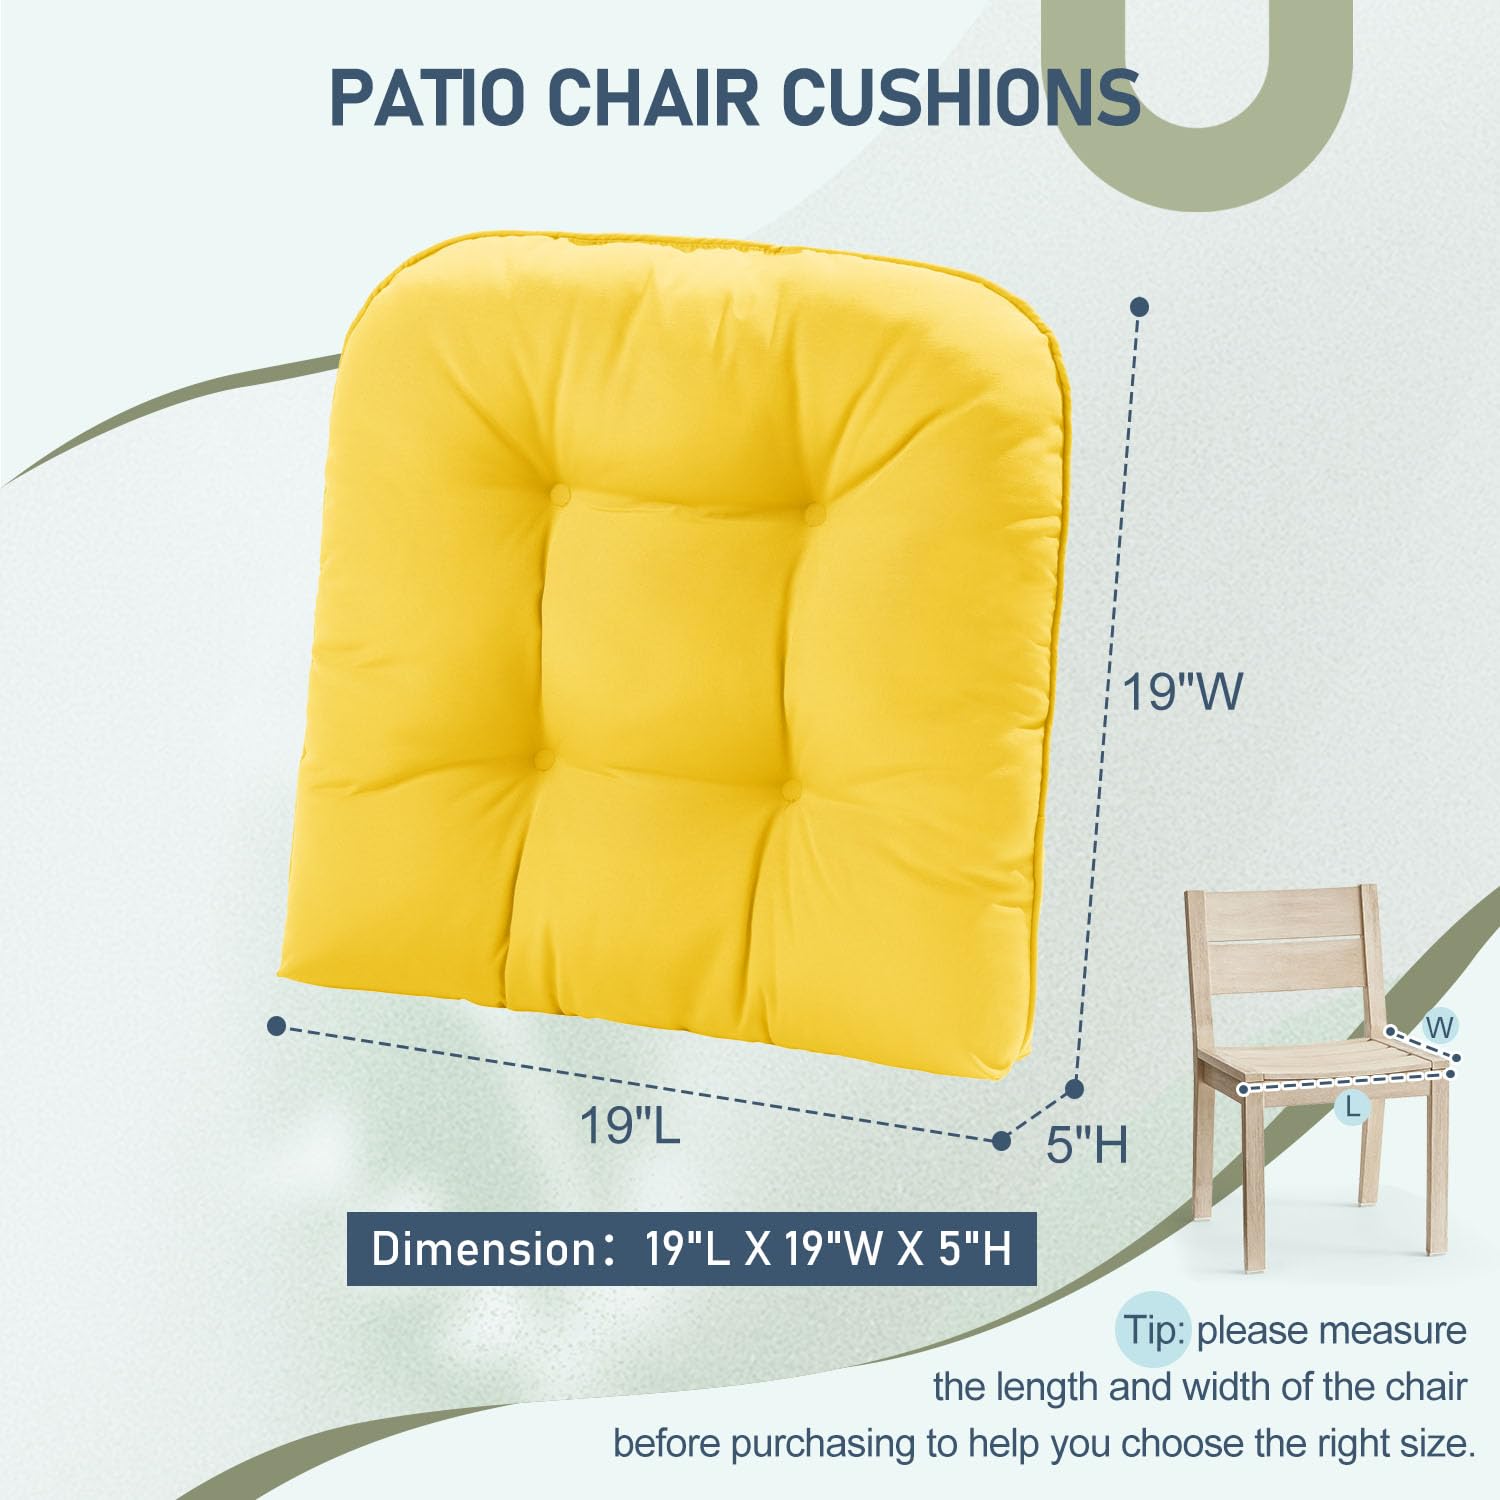 PATIO CHAIR CUSHIONS
19"W
19"L
5"H
W
L
Dimension：19"L X 19"W X 5"H
Tip: please measure
the length and width of the chair
before purchasing to help you choose the right size.